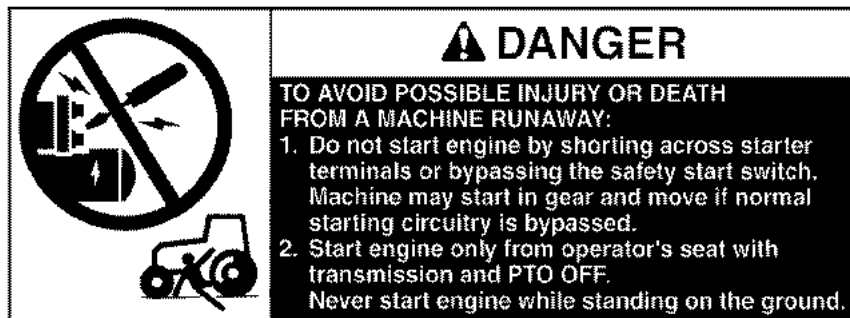 DANGER
TO AVOID POSSIBLE INJURY OR DEATH
FROM A MACHINE RUNAWAY:
1. Do not start engine by shorting across starter
terminals or bypassing the safety start switch.
Machine may start in gear and move if normal
starting circuitry is bypassed.
2. Start engine only from operator's seat with
transmission and PTO OFF.
Never start engine while standing on the ground.